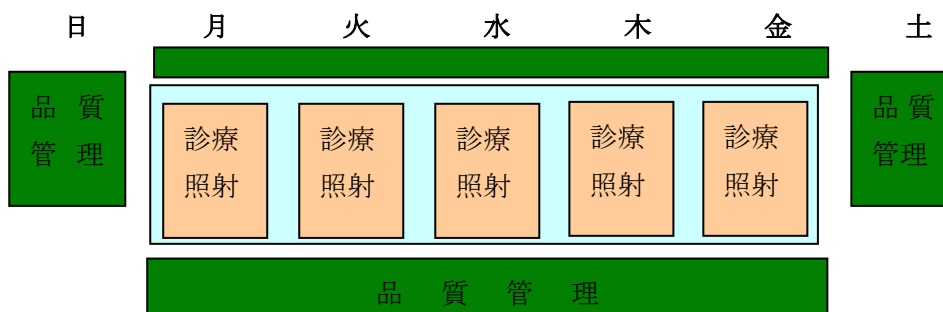 日 月 火 水 木 金 土
品 質
管 理
診療
照射
診療
照射
診療
照射
診療
照射
診療
照射
品 質
管理
品 質 管 理